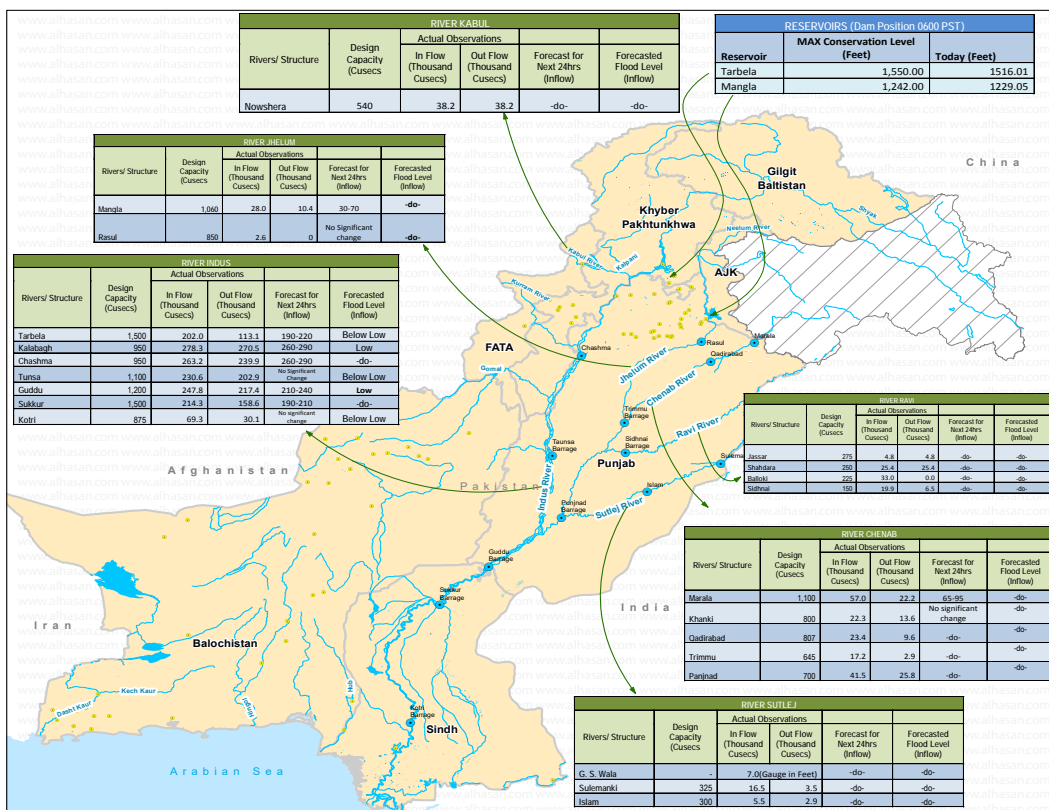 RIVER KABUL
Rivers/ Structure
Design Capacity (Cusecs
Actual Observations
In Flow (Thousand Cusecs)
Out Flow (Thousand Cusecs)
Forecast for Next 24hrs (Inflow)
Forecasted Flood Level (Inflow)
Nowshera 540 38.2 38.2 -do- -do-
RESERVOIRS (Dam Position 0600 PST)
Reservoir MAX Conservation Level (Feet) Today (Feet)
Tarbela 1,550.00 1516.01
Mangla 1,242.00 1229.05
RIVER JHELUM
Rivers/ Structure
Design Capacity (Cusecs
Actual Observations
In Flow (Thousand Cusecs)
Out Flow (Thousand Cusecs)
Forecast for Next 24hrs (Inflow)
Forecasted Flood Level (Inflow)
Mangla 1,060 28.0 10.4 30-70 -do-
Rasul 850 2.6 0 No Significant change -do-
RIVER INDUS
Rivers/ Structure
Design Capacity (Cusecs)
Actual Observations
In Flow (Thousand Cusecs)
Out Flow (Thousand Cusecs)
Forecast for Next 24hrs (Inflow)
Forecasted Flood Level (Inflow)
Tarbela 1,500 202.0 113.1 190-220 Below Low
Kalabagh 950 278.3 270.5 260-290 Low
Chashma 950 263.2 239.9 260-290 -do-
Tunsa 1,100 230.6 202.9 No Significant Change Below Low
Guddu 1,200 247.8 217.4 210-240 Low
Sukkur 1,500 214.3 158.6 190-210 -do-
Kotri 875 69.3 30.1 No significant change Below Low
RIVER RAVI
Rivers/ Structure
Design Capacity (Cusecs
Actual Observations
In Flow (Thousand Cusecs)
Out Flow (Thousand Cusecs)
Forecast for Next 24hrs (Inflow)
Forecasted Flood Level (Inflow)
Jassar 275 4.8 4.8 -do- -do-
Shahdara 250 25.4 25.4 -do- -do-
Balloki 225 33.0 0.0 -do- -do-
Sidhnai 150 19.9 6.5 -do- -do-
RIVER CHENAB
Rivers/ Structure
Design Capacity (Cusecs
Actual Observations
In Flow (Thousand Cusecs)
Out Flow (Thousand Cusecs)
Forecast for Next 24hrs (Inflow)
Forecasted Flood Level (Inflow)
Marala 1,100 57.0 22.2 65-95 -do-
Khanki 800 22.3 13.6 No significant change -do-
Qadirabad 807 23.4 9.6 -do- -do-
Trimmu 645 17.2 2.9 -do- -do-
Panjnad 700 41.5 25.8 -do- -do-
RIVER SUTLEJ
Rivers/ Structure
Design Capacity (Cusecs
Actual Observations
In Flow (Thousand Cusecs)
Out Flow (Thousand Cusecs)
Forecast for Next 24hrs (Inflow)
Forecasted Flood Level (Inflow)
G. S. Wala - 7.0(Gauge in Feet) -do- -do-
Sulemanki 325 16.5 3.5 -do- -do-
Islam 300 5.5 2.9 -do- -do-
China
Gilgit Baltistan
Shyok
Khyber Pakhtunkhwa
Neelum River
Kabul River
Kalpani
AJK
Kurram River
FATA
Chashma
Rasul
Marala
Qadirabad
Jhelum River
Chenab River
Gomal
Trimmu Barrage
Ravi River
Sidhnai Barrage
Taunsa Barrage
Punjab
Sulema
Afghanistan
Pakistan
Indus River
Islam
Panjnad Barrage
Sutlej River
Guddu Barrage
Sukkur Barrage
India
Iran
Balochistan
Kech Kaur
Dasht Kaur
Hingol
Hub
Kotri Barrage
Sindh
Arabian Sea
www.alhasan.com